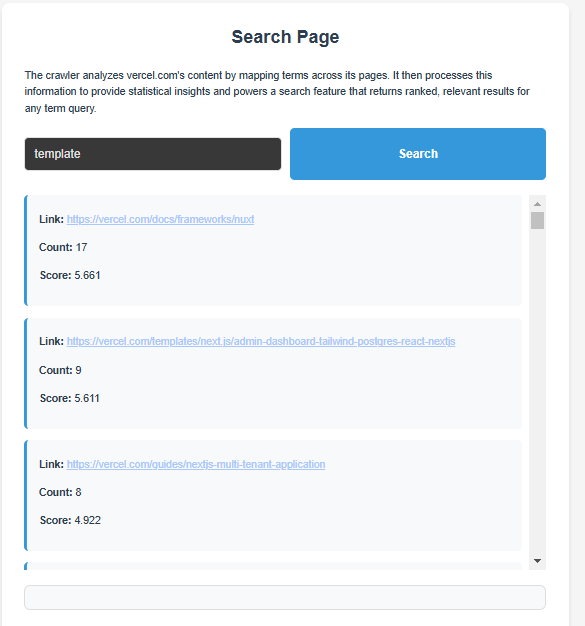 Search Page
The crawler analyzes vercel.com's content by mapping terms across its pages. It then processes this
information to provide statistical insights and powers a search feature that returns ranked, relevant results for
any term query.
template
Search
Link: https://vercel.com/docs/frameworks/nuxt
Count: 17
Score: 5.661
Link: https://vercel.com/templates/next.js/admin-dashboard-tailwind-postgres-react-nextjs
Count: 9
Score: 5.611
Link: https://vercel.com/guides/nextjs-multi-tenant-application
Count: 8
Score: 4.922